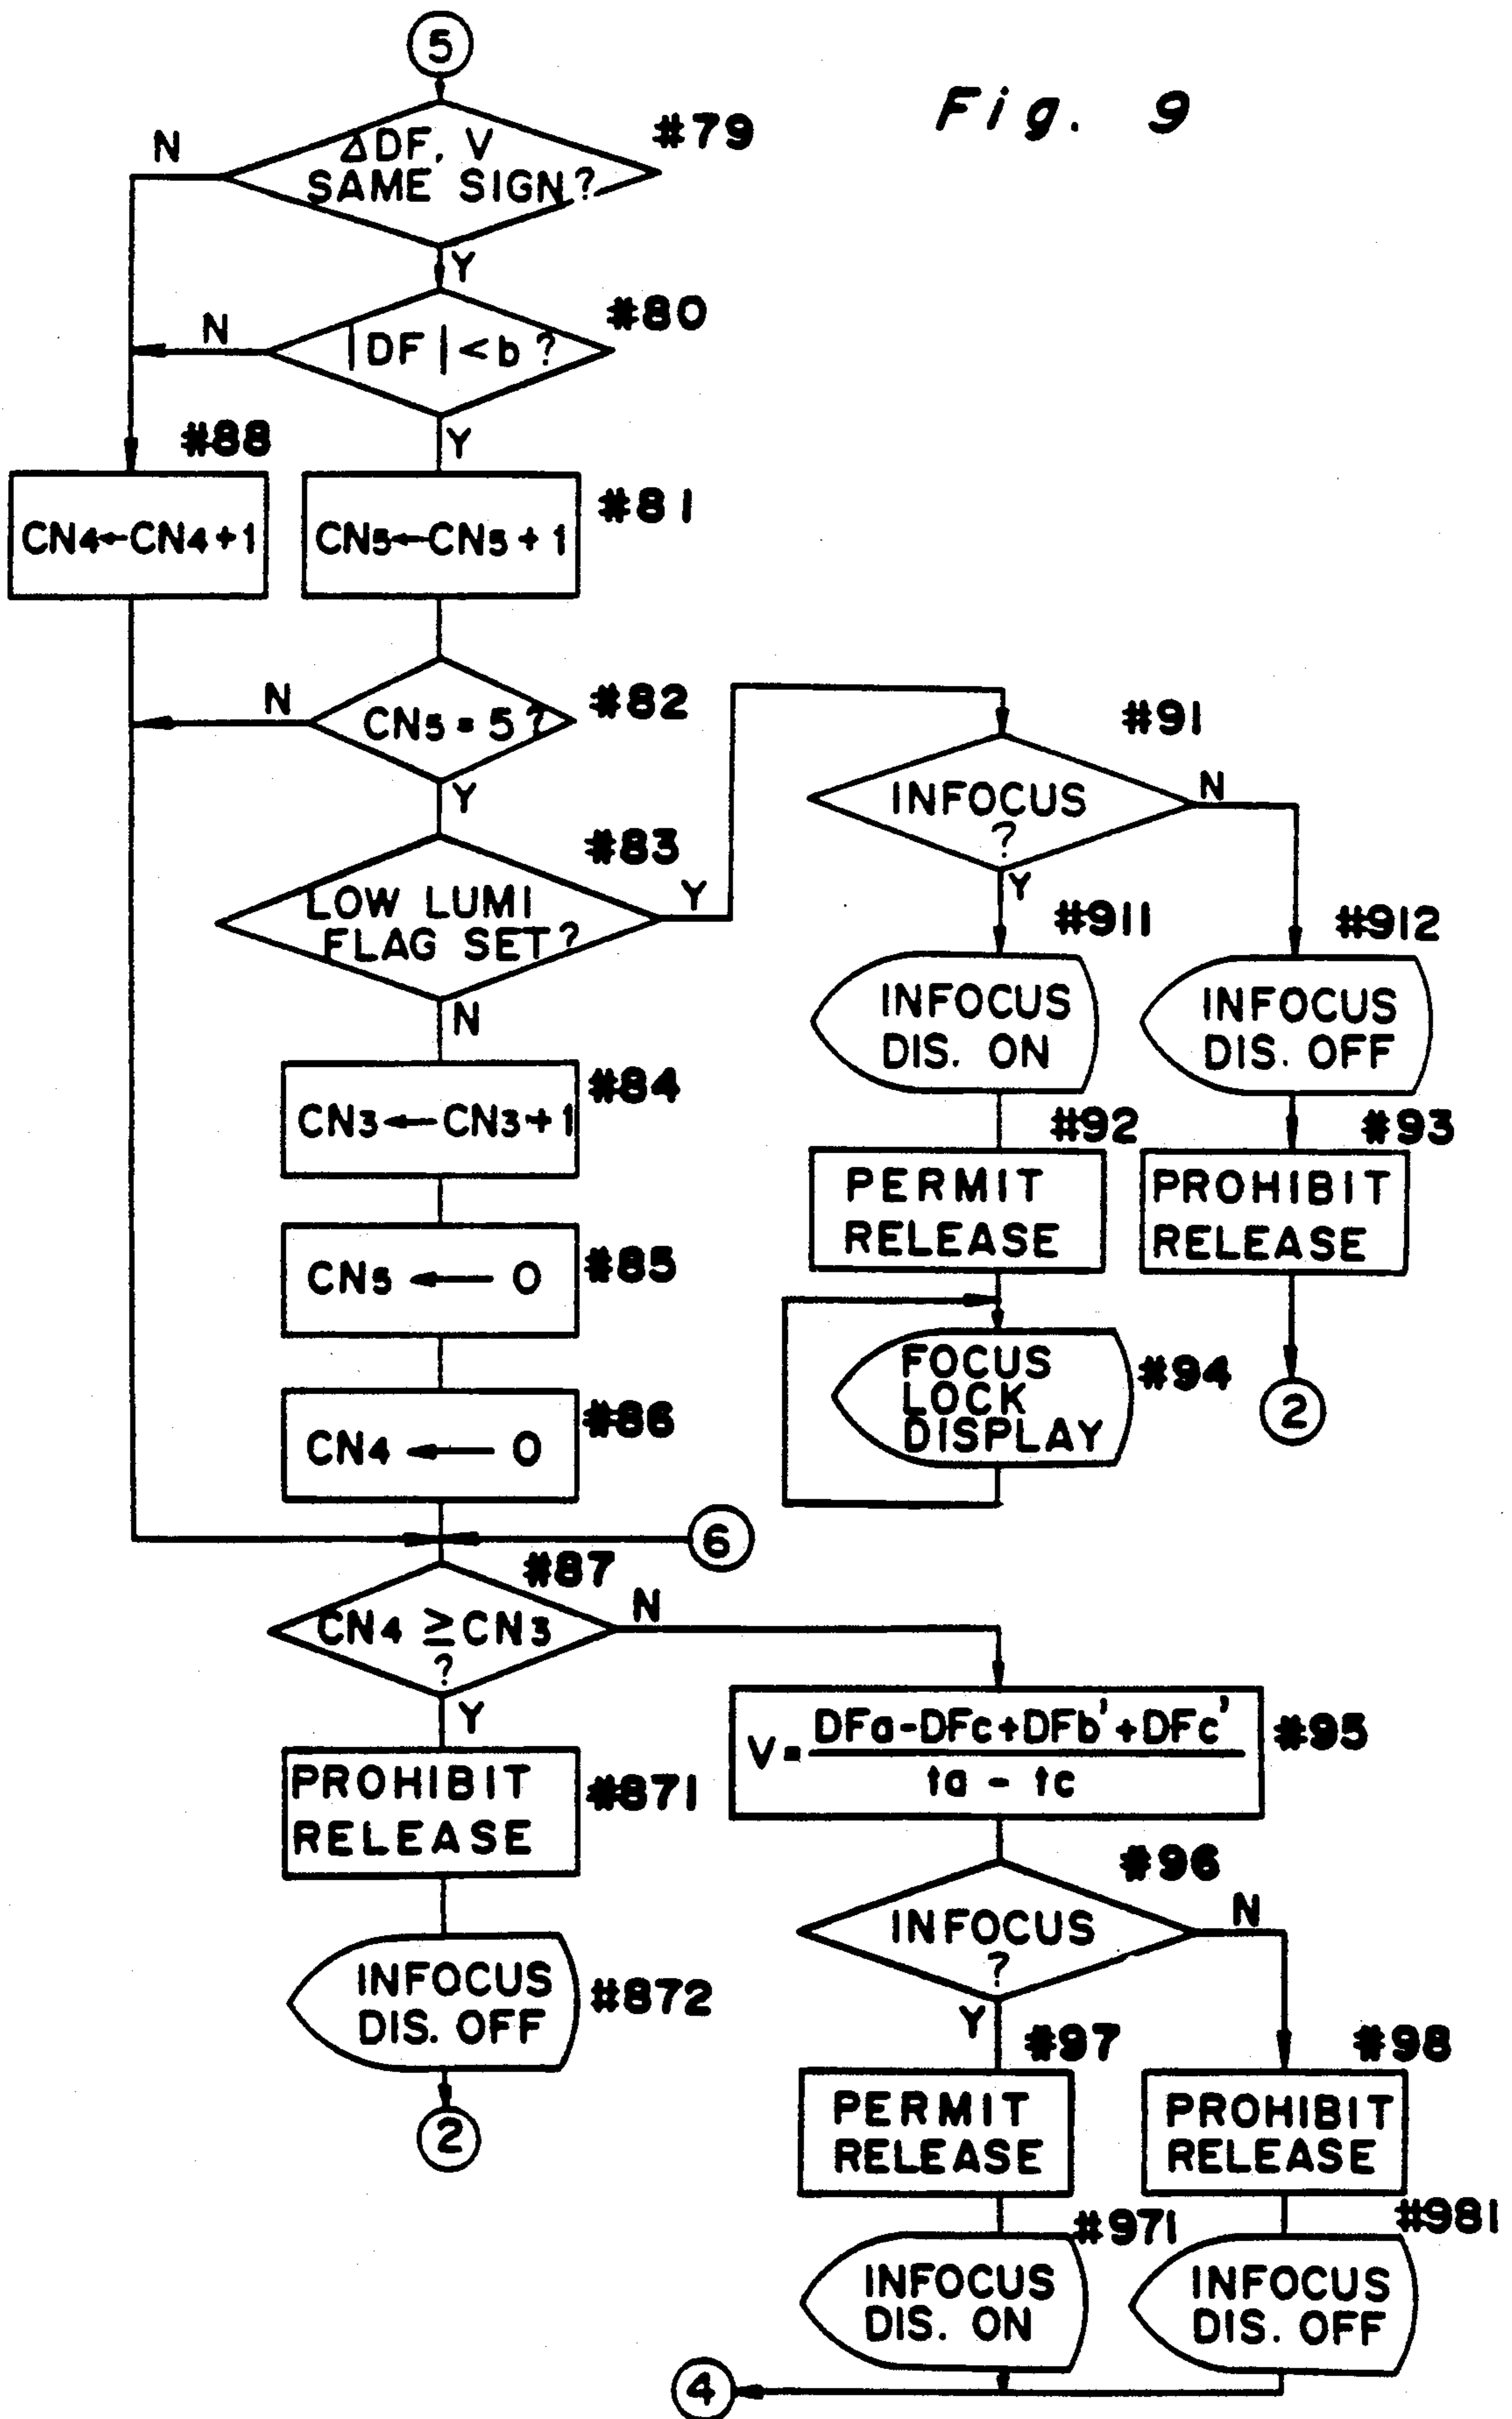 5
Fig. 9
#79
N
ΔDF, V
SAME SIGN?
Y
#80
N
|DF|<b?
Y
#88
CN4←CN4+1
#81
CN5←CN5+1
#82
N
CN5=5?
Y
#83
LOW LUMI
FLAG SET?
Y
N
#91
INFOCUS
?
N
Y
#911
INFOCUS
DIS. ON
#912
INFOCUS
DIS. OFF
#84
CN3←CN3+1
#92
PERMIT
RELEASE
#93
PROHIBIT
RELEASE
#85
CN5←0
#94
FOCUS
LOCK
DISPLAY
2
#86
CN4←0
6
#87
CN4≥CN3
?
N
Y
#871
PROHIBIT
RELEASE
#95
V=
DFa-DFc+DFb'+DFc'
ta - tc
#96
INFOCUS
?
N
Y
#872
INFOCUS
DIS. OFF
2
#97
PERMIT
RELEASE
#98
PROHIBIT
RELEASE
#971
INFOCUS
DIS. ON
#981
INFOCUS
DIS. OFF
4